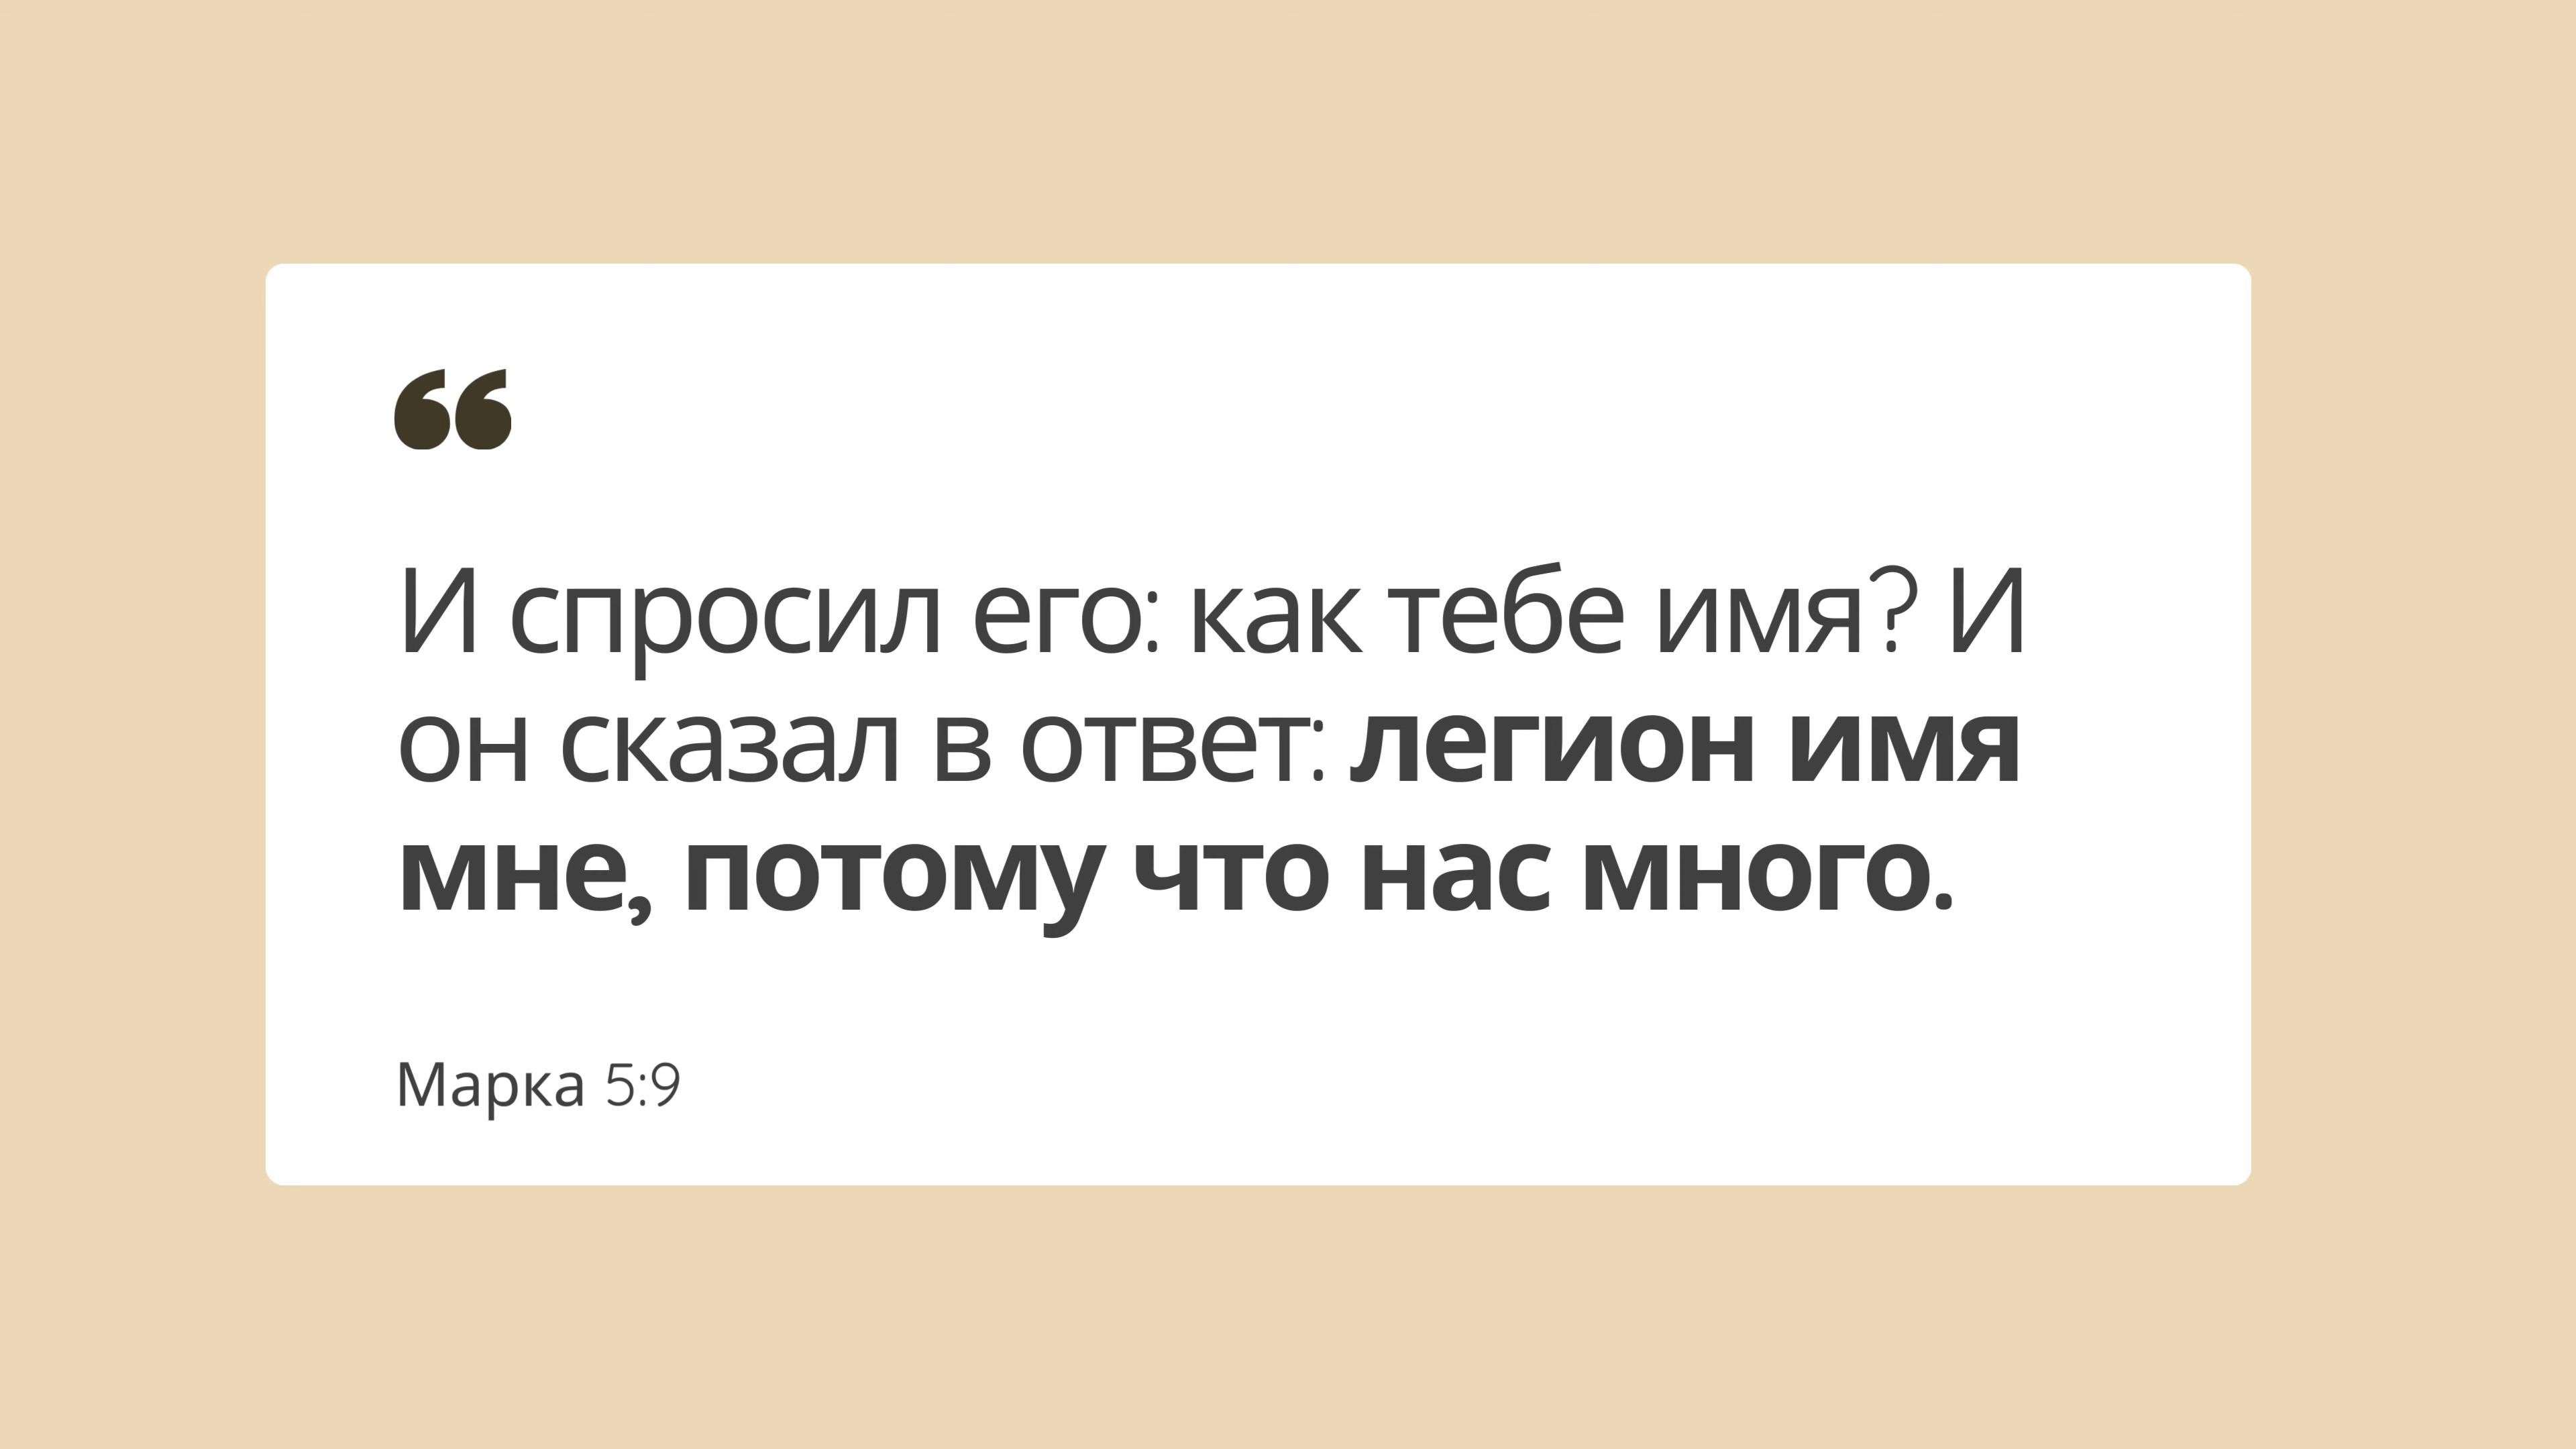 “
И спросил его: как тебе имя? И
он сказал в ответ: легион имя
мне, потому что нас много.
Марка 5:9